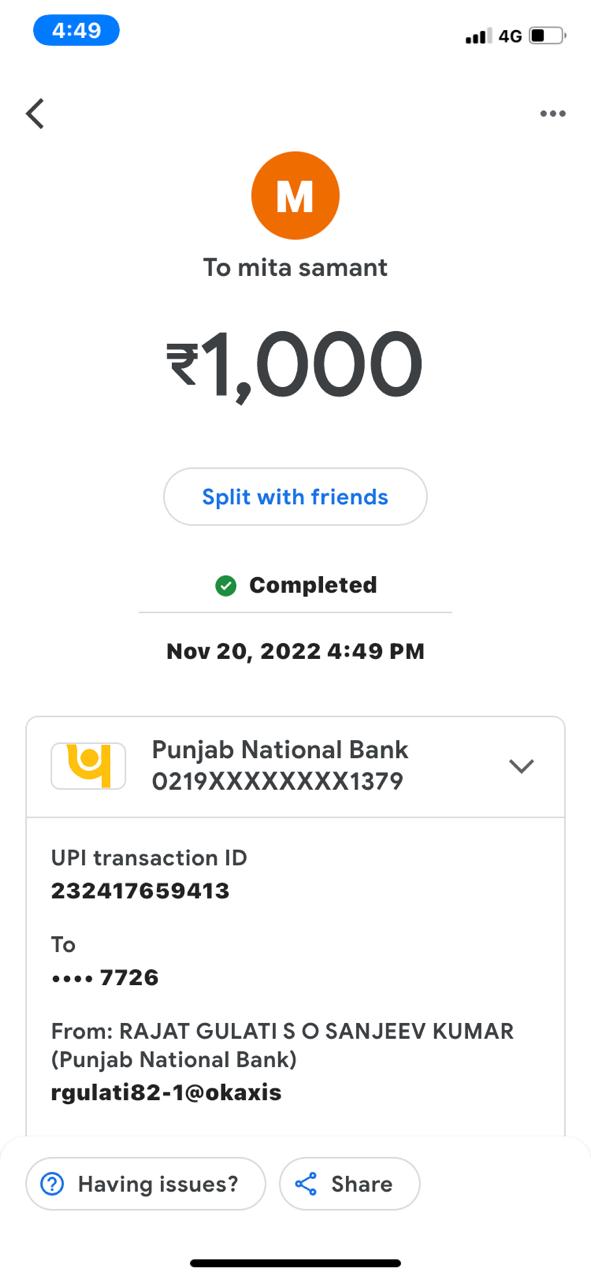 4:49
4G
M
To mita samant
₹1,000
Split with friends
Completed
Nov 20, 2022 4:49 PM
Punjab National Bank
0219XXXXXXXX1379
UPI transaction ID
232417659413
To
•••• 7726
From: RAJAT GULATI S O SANJEEV KUMAR
(Punjab National Bank)
rgulati82-1@okaxis
Having issues?
Share